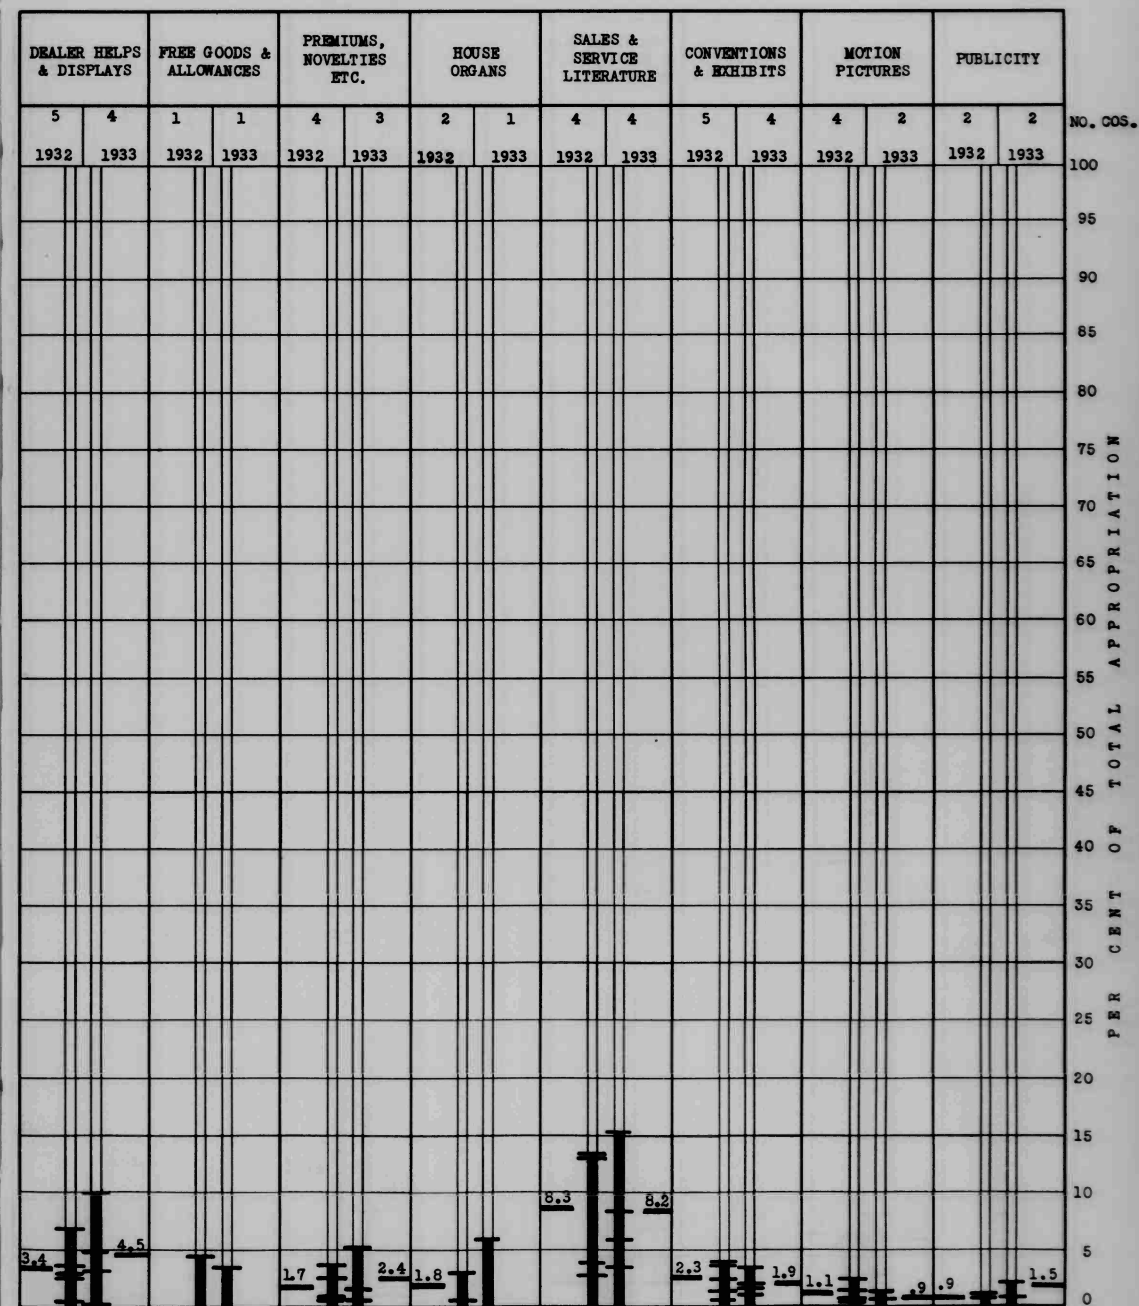 DEALER HELPS
& DISPLAYS
FREE GOODS &
ALLOWANCES
PREMIUMS,
NOVELTIES
ETC.
HOUSE
ORGANS
SALES &
SERVICE
LITERATURE
CONVENTIONS
& EXHIBITS
MOTION
PICTURES
PUBLICITY
5 4 1 1 4 3 2 1 4 4 5 4 4 2 2 2 NO. COS.
1932 1933 1932 1933 1932 1933 1932 1933 1932 1933 1932 1933 1932 1933 1932 1933
100
95
90
85
80
75
70
65
60
55
50
45
40
35
30
25
20
15
10
5
0
PER CENT OF TOTAL APPROPRIATION
3.4 4.5 1.7 2.4 1.8 8.3 8.2 2.3 1.9 1.1 .9 .9 1.5